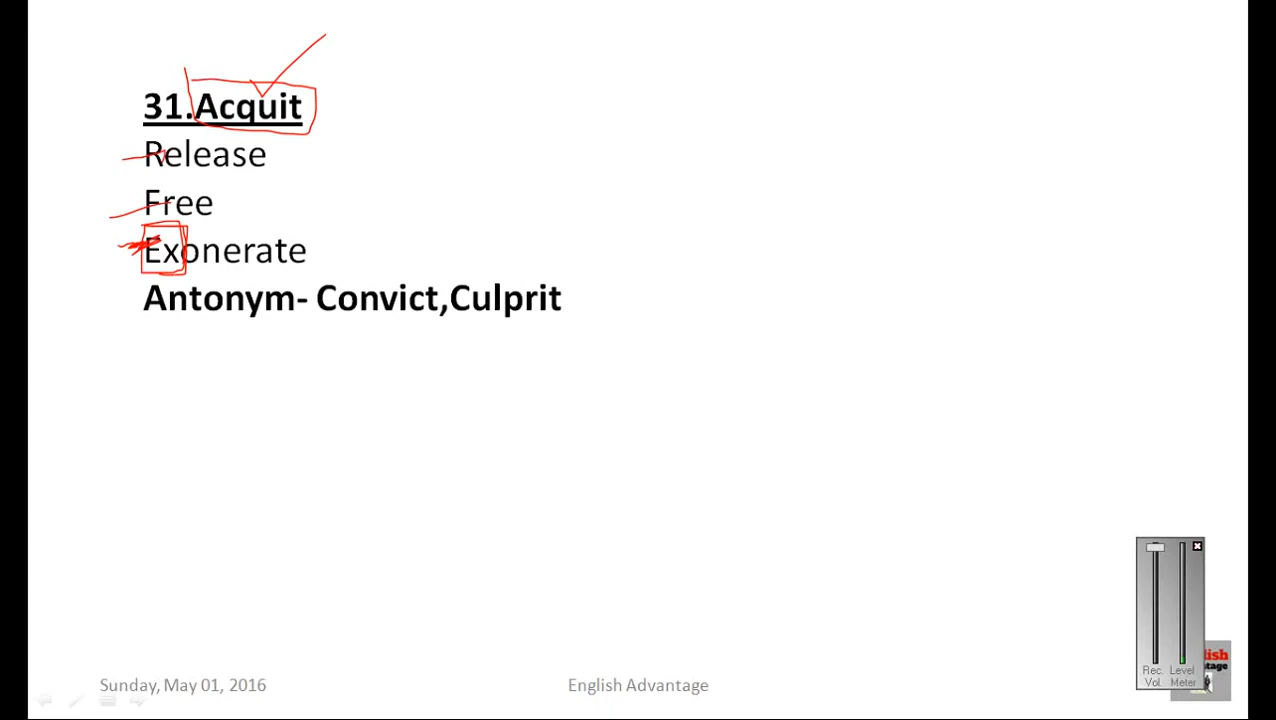 31.Acquit
Release
Free
Exonerate
Antonym- Convict,Culprit
Sunday, May 01, 2016
English Advantage
Rec. Level
Vol. Meter